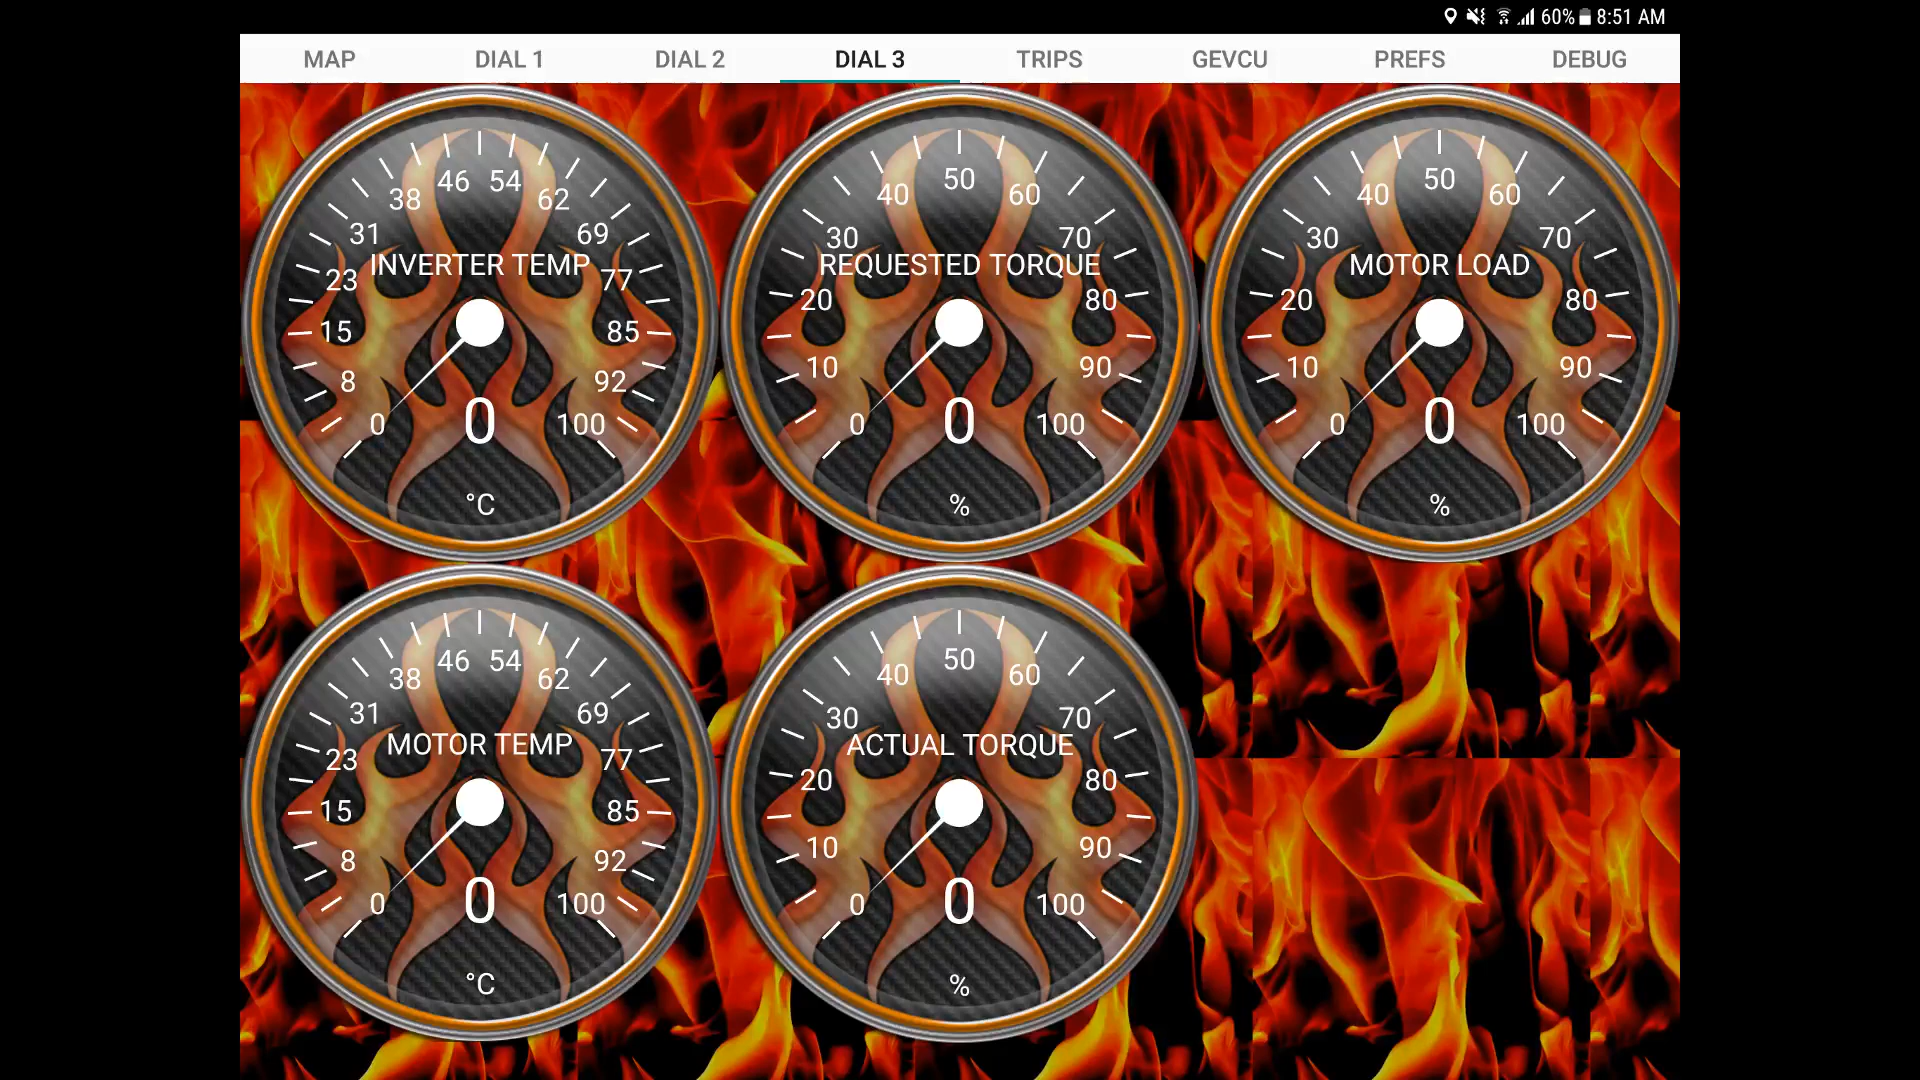 60% 8:51 AM
MAP DIAL 1 DIAL 2 DIAL 3 TRIPS GEVCU PREFS DEBUG
INVERTER TEMP
0 8 15 23 31 38 46 54 62 69 77 85 92 100
0
°C
REQUESTED TORQUE
0 10 20 30 40 50 60 70 80 90 100
0
%
MOTOR LOAD
0 10 20 30 40 50 60 70 80 90 100
0
%
MOTOR TEMP
0 8 15 23 31 38 46 54 62 69 77 85 92 100
0
°C
ACTUAL TORQUE
0 10 20 30 40 50 60 70 80 90 100
0
%